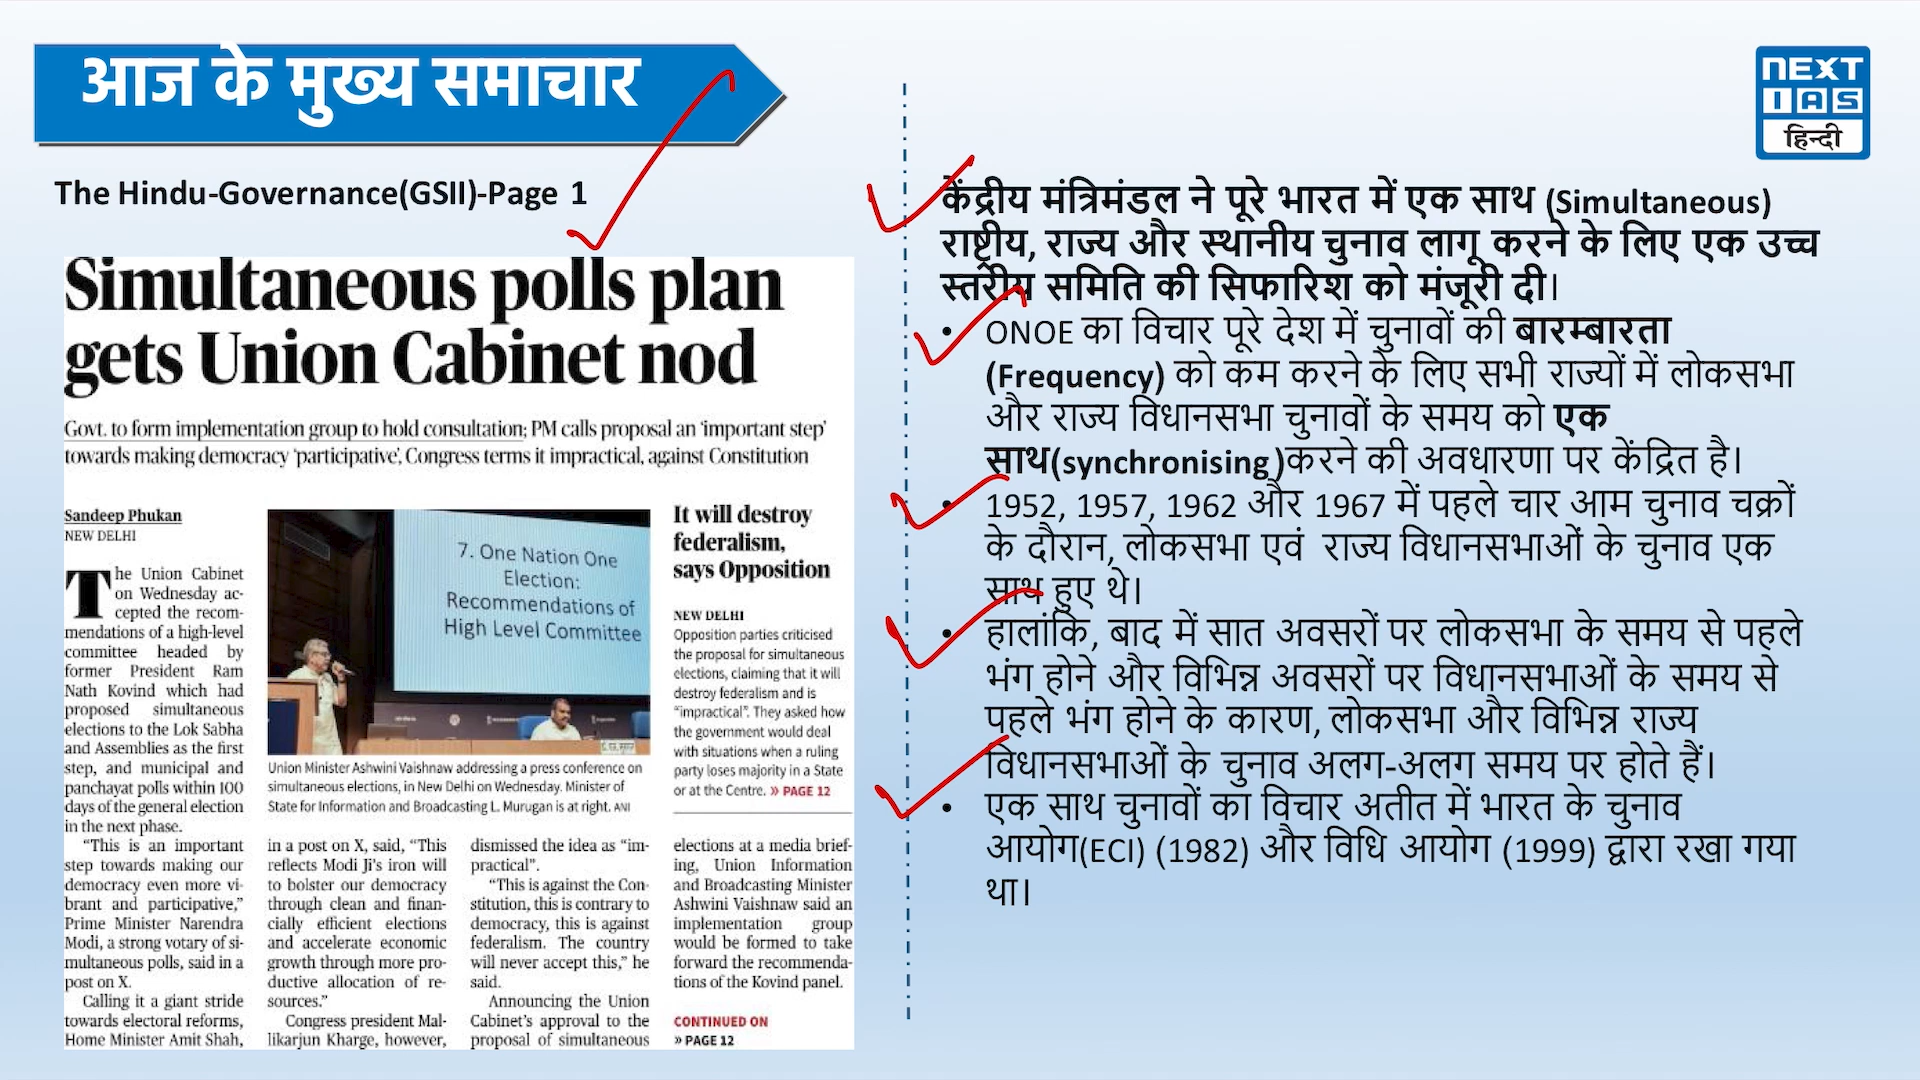 आज के मुख्य समाचार
NEXT
IAS
हिन्दी
The Hindu-Governance(GSII)-Page 1
Simultaneous polls plan
gets Union Cabinet nod
Govt. to form implementation group to hold consultation; PM calls proposal an ‘important step’
towards making democracy ‘participative’, Congress terms it impractical, against Constitution
Sandeep Phukan
NEW DELHI
The Union Cabinet
on Wednesday ac-
cepted the recom-
mendations of a high-level
committee headed by
former President Ram
Nath Kovind which had
proposed simultaneous
elections to the Lok Sabha
and Assemblies as the first
step, and municipal and
panchayat polls within 100
days of the general election
in the next phase.
“This is an important
step towards making our
democracy even more vi-
brant and participative,”
Prime Minister Narendra
Modi, a strong votary of si-
multaneous polls, said in a
post on X.
Calling it a giant stride
towards electoral reforms,
Home Minister Amit Shah,
7. One Nation One
Election:
Recommendations of
High Level Committee
Union Minister Ashwini Vaishnaw addressing a press conference on
simultaneous elections, in New Delhi on Wednesday. Minister of
State for Information and Broadcasting L. Murugan is at right. ANI
in a post on X, said, “This
reflects Modi Ji’s iron will
to bolster our democracy
through clean and finan-
cially efficient elections
and accelerate economic
growth through more pro-
ductive allocation of re-
sources.”
Congress president Mal-
likarjun Kharge, however,
dismissed the idea as “im-
practical”.
“This is against the Con-
stitution, this is contrary to
democracy, this is against
federalism. The country
will never accept this,” he
said.
Announcing the Union
Cabinet’s approval to the
proposal of simultaneous
It will destroy
federalism,
says Opposition
NEW DELHI
Opposition parties criticised
the proposal for simultaneous
elections, claiming that it will
destroy federalism and is
“impractical”. They asked how
the government would deal
with situations when a ruling
party loses majority in a State
or at the Centre. » PAGE 12
elections at a media brief-
ing, Union Information
and Broadcasting Minister
Ashwini Vaishnaw said an
implementation group
would be formed to take
forward the recommenda-
tions of the Kovind panel.
CONTINUED ON
» PAGE 12
केंद्रीय मंत्रिमंडल ने पूरे भारत में एक साथ (Simultaneous)
राष्ट्रीय, राज्य और स्थानीय चुनाव लागू करने के लिए एक उच्च
स्तरीय समिति की सिफारिश को मंजूरी दी।
• ONOE का विचार पूरे देश में चुनावों की बारम्बारता
(Frequency) को कम करने के लिए सभी राज्यों में लोकसभा
और राज्य विधानसभा चुनावों के समय को एक
साथ(synchronising)करने की अवधारणा पर केंद्रित है।
• 1952, 1957, 1962 और 1967 में पहले चार आम चुनाव चक्रों
के दौरान, लोकसभा एवं राज्य विधानसभाओं के चुनाव एक
साथ हुए थे।
• हालांकि, बाद में सात अवसरों पर लोकसभा के समय से पहले
भंग होने और विभिन्न अवसरों पर विधानसभाओं के समय से
पहले भंग होने के कारण, लोकसभा और विभिन्न राज्य
विधानसभाओं के चुनाव अलग-अलग समय पर होते हैं।
• एक साथ चुनावों का विचार अतीत में भारत के चुनाव
आयोग(ECI) (1982) और विधि आयोग (1999) द्वारा रखा गया
था।